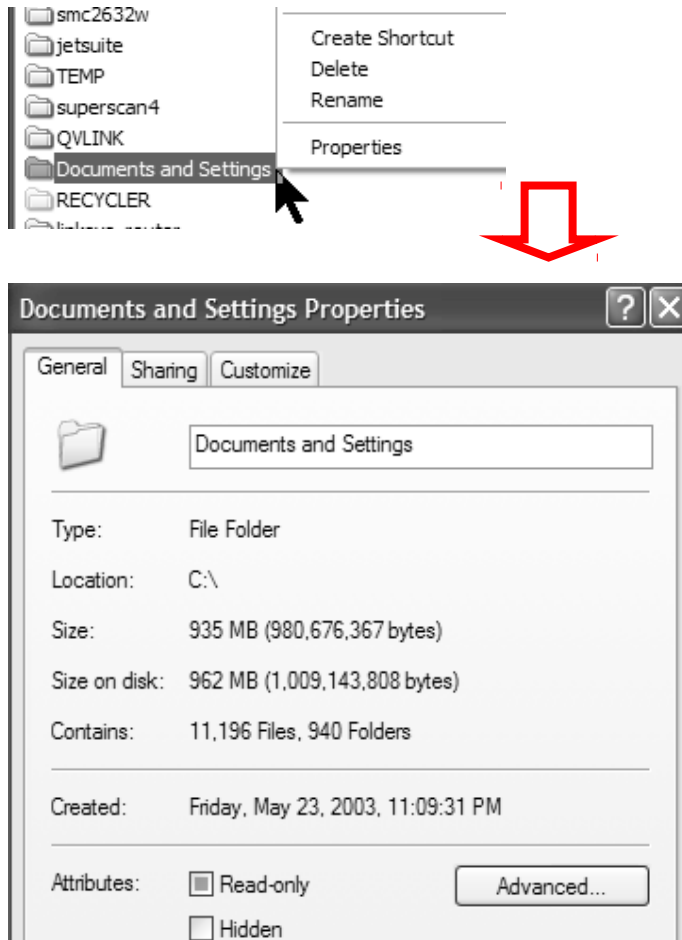 smc2632w
jetsuite
TEMP
superscan4
QVLINK
Documents and Settings
RECYCLER
linksys_router
Create Shortcut
Delete
Rename
Properties
Documents and Settings Properties
General Sharing Customize
Documents and Settings
Type: File Folder
Location: C:\
Size: 935 MB (980,676,367 bytes)
Size on disk: 962 MB (1,009,143,808 bytes)
Contains: 11,196 Files, 940 Folders
Created: Friday, May 23, 2003, 11:09:31 PM
Attributes: Read-only Advanced...
Hidden